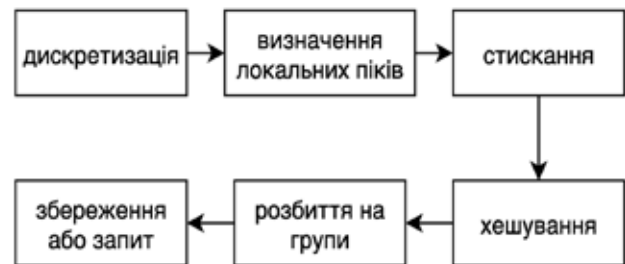 дискретизація
визначення
локальних піків
стискання
хешування
розбиття на
групи
збереження
або запит